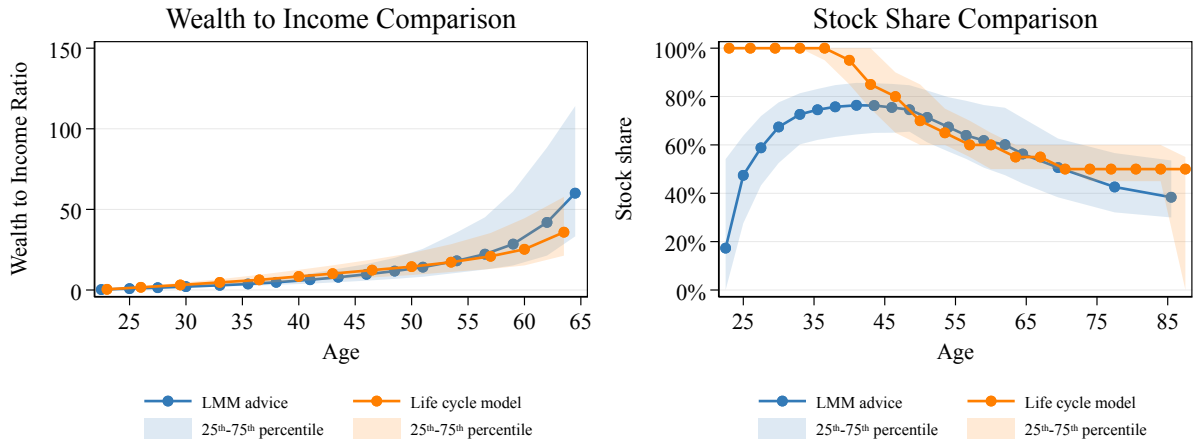 Wealth to Income Comparison
Wealth to Income Ratio
150
100
50
0
25 30 35 40 45 50 55 60 65
Age
LMM advice Life cycle model
25th-75th percentile 25th-75th percentile
Stock Share Comparison
Stock share
100%
80%
60%
40%
20%
0%
25 35 45 55 65 75 85
Age
LMM advice Life cycle model
25th-75th percentile 25th-75th percentile